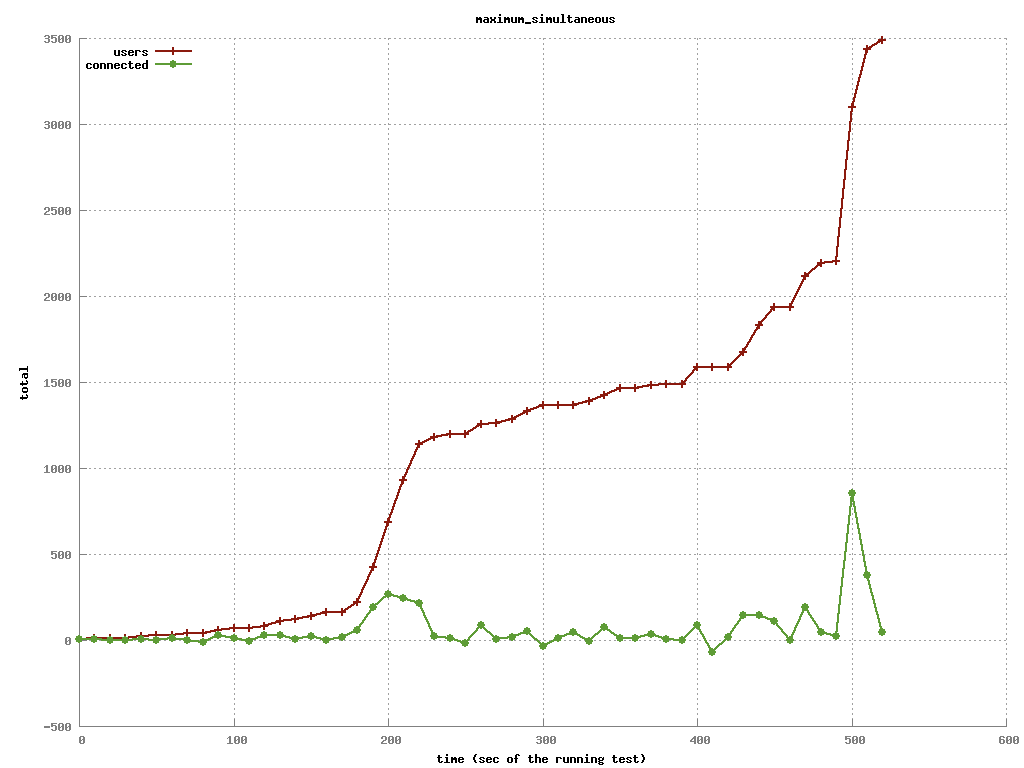 maximum_simultaneous
users
connected
3500
3000
2500
2000
1500
1000
500
0
-500
total
0 100 200 300 400 500 600
time (sec of the running test)